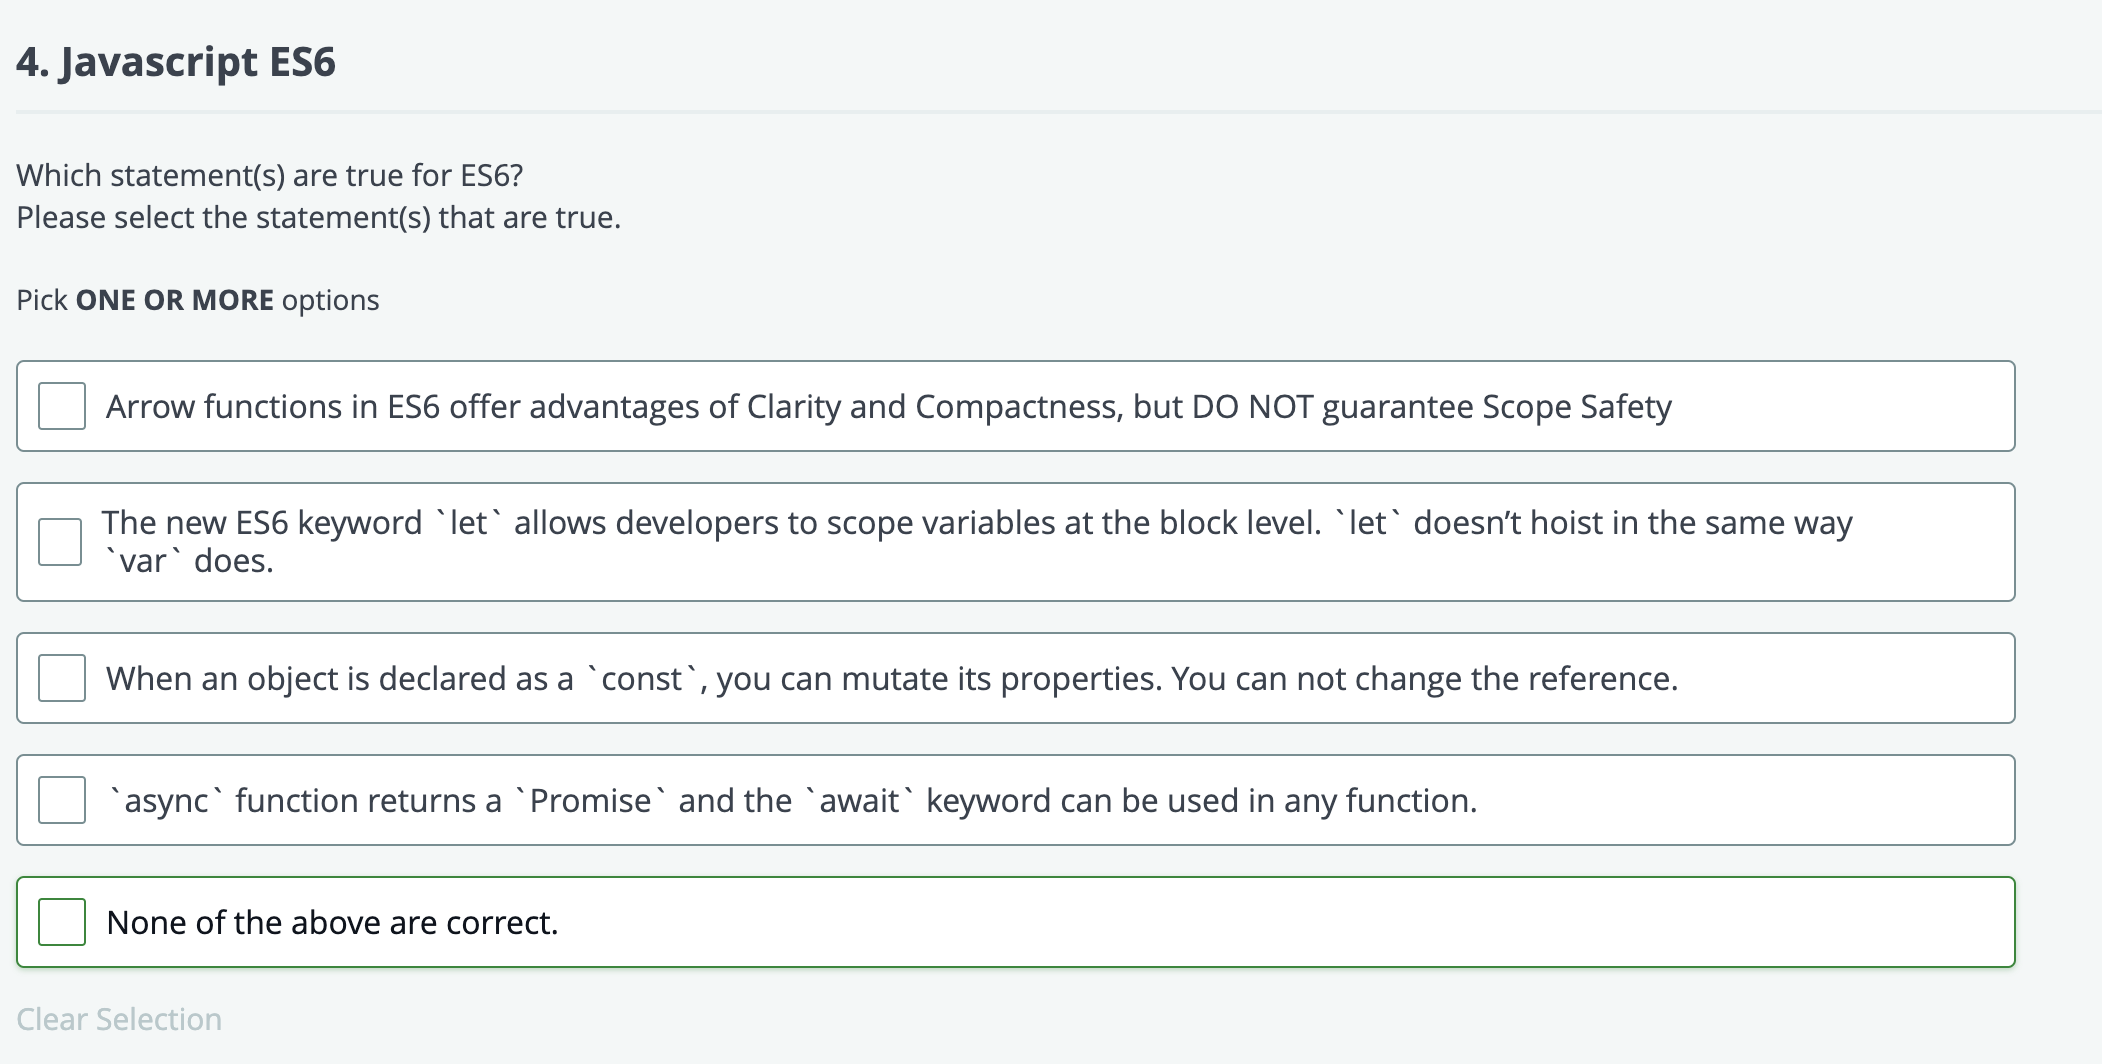 4. Javascript ES6
Which statement(s) are true for ES6?
Please select the statement(s) that are true.
Pick ONE OR MORE options
Arrow functions in ES6 offer advantages of Clarity and Compactness, but DO NOT guarantee Scope Safety
The new ES6 keyword `let` allows developers to scope variables at the block level. `let` doesn’t hoist in the same way
`var` does.
When an object is declared as a `const`, you can mutate its properties. You can not change the reference.
`async` function returns a `Promise` and the `await` keyword can be used in any function.
None of the above are correct.
Clear Selection